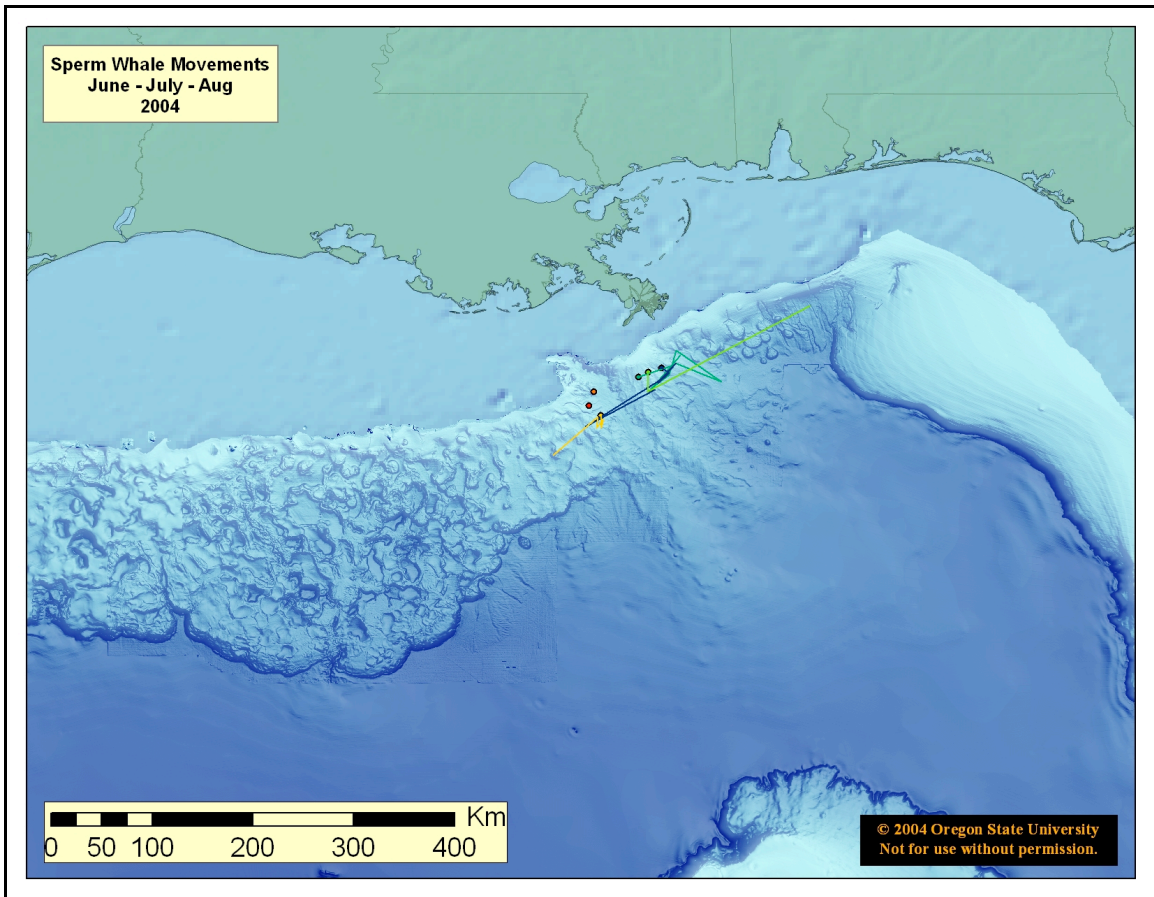 Sperm Whale Movements
June - July - Aug
2004
Km
0 50 100 200 300 400
© 2004 Oregon State University
Not for use without permission.